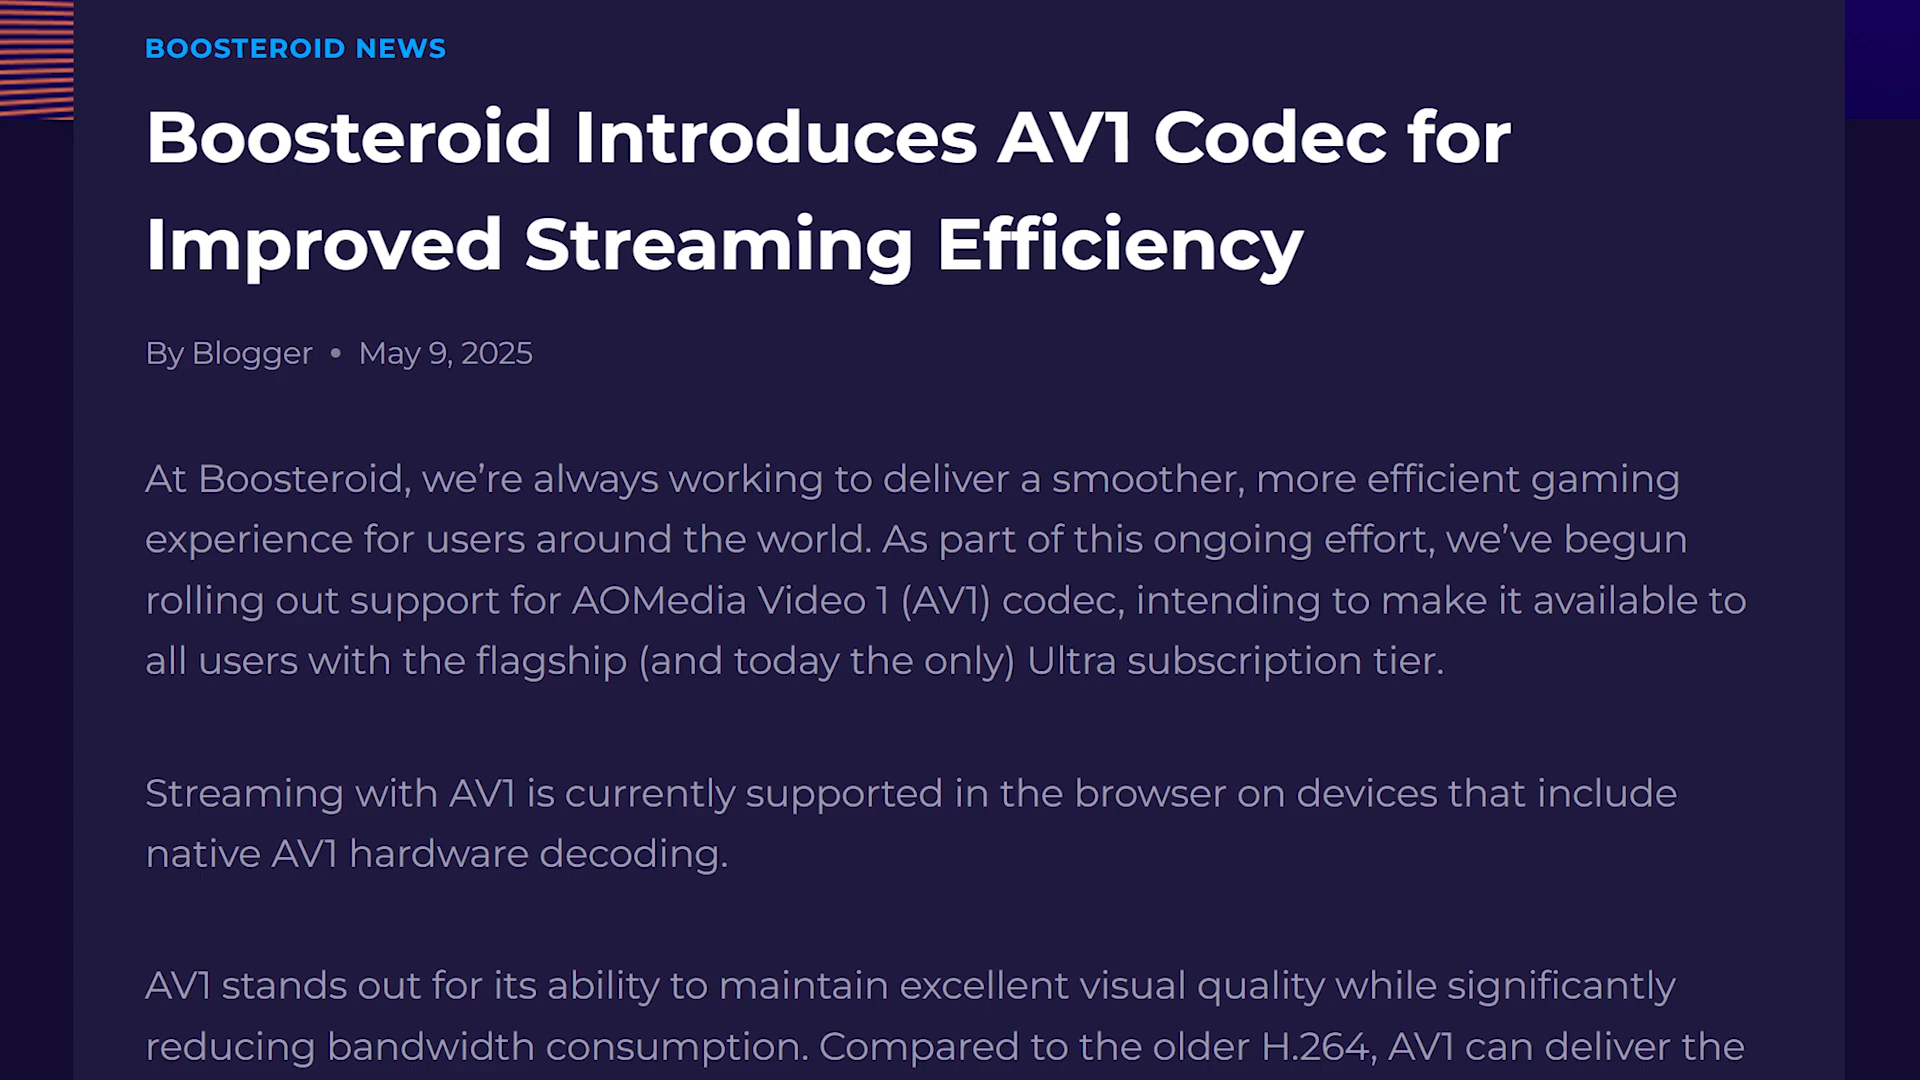 BOOSTEROID NEWS
Boosteroid Introduces AV1 Codec for
Improved Streaming Efficiency
By Blogger • May 9, 2025
At Boosteroid, we’re always working to deliver a smoother, more efficient gaming
experience for users around the world. As part of this ongoing effort, we’ve begun
rolling out support for AOMedia Video 1 (AV1) codec, intending to make it available to
all users with the flagship (and today the only) Ultra subscription tier.
Streaming with AV1 is currently supported in the browser on devices that include
native AV1 hardware decoding.
AV1 stands out for its ability to maintain excellent visual quality while significantly
reducing bandwidth consumption. Compared to the older H.264, AV1 can deliver the